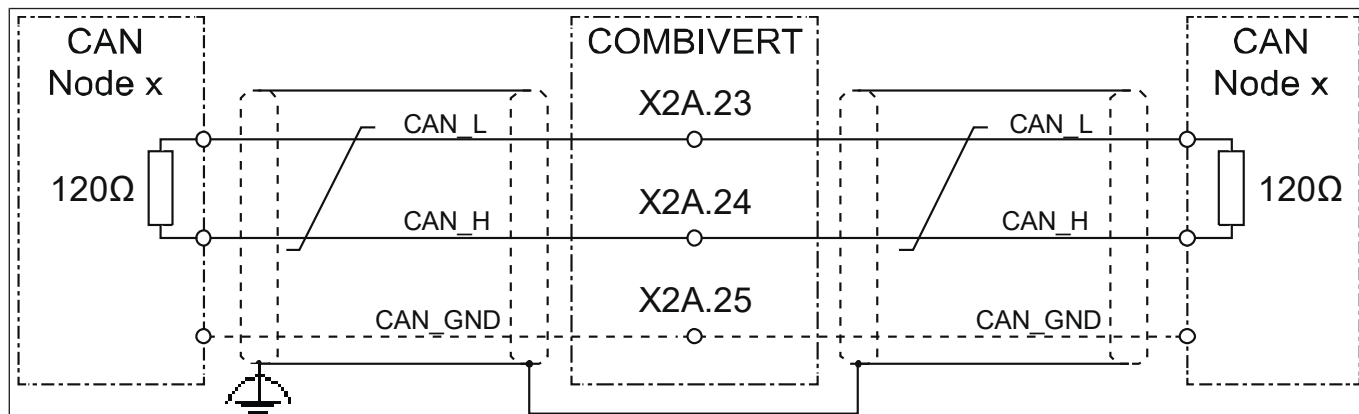 CAN
Node x
COMBIVERT
CAN
Node x
X2A.23
CAN_L
CAN_L
120Ω
X2A.24
120Ω
CAN_H
CAN_H
X2A.25
CAN_GND
CAN_GND